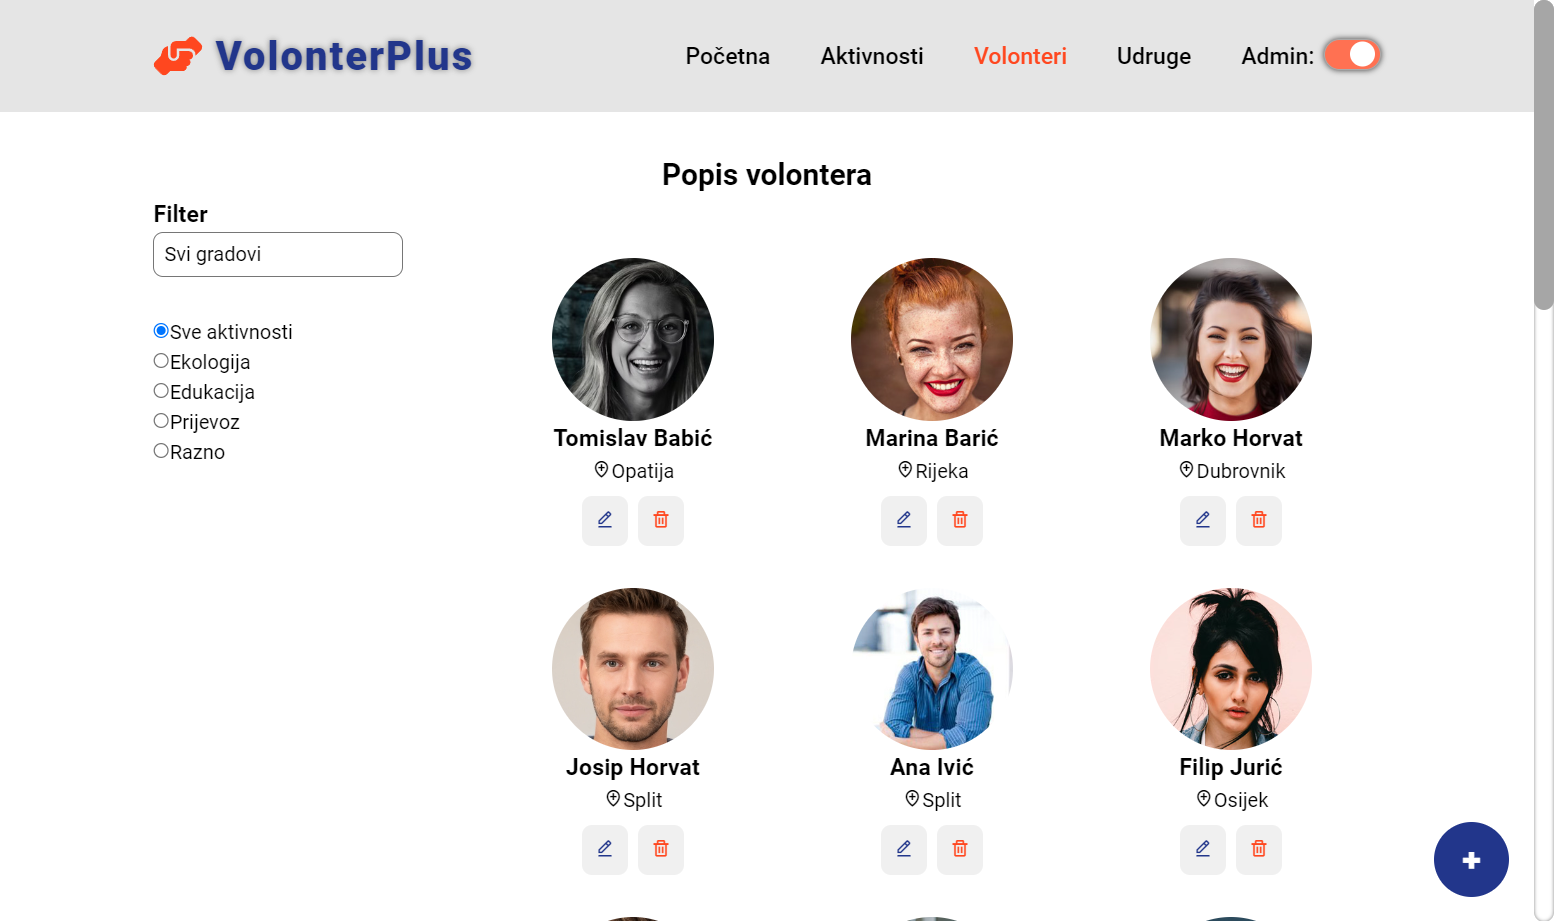 VolonterPlus
Početna Aktivnosti Volonteri Udruge Admin:
Popis volontera
Filter
Svi gradovi
Sve aktivnosti
Ekologija
Edukacija
Prijevoz
Razno
Tomislav Babić Marina Barić Marko Horvat
Opatija Rijeka Dubrovnik
Josip Horvat Ana Ivić Filip Jurić
Split Split Osijek